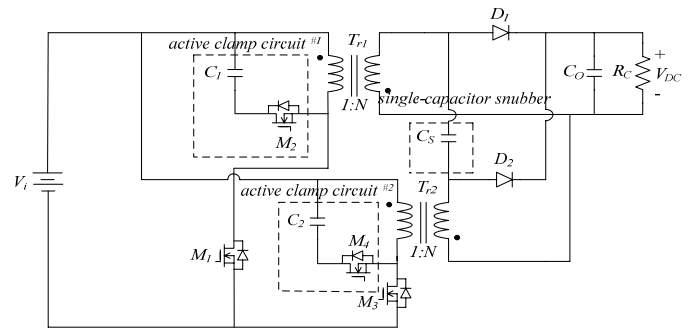 D1
active clamp circuit #1
Tr1
C1
CO
RC
+
VDC
-
single-capacitor snubber
1:N
M2
CS
D2
Vi
active clamp circuit #2
Tr2
C2
M4
1:N
M1
M3